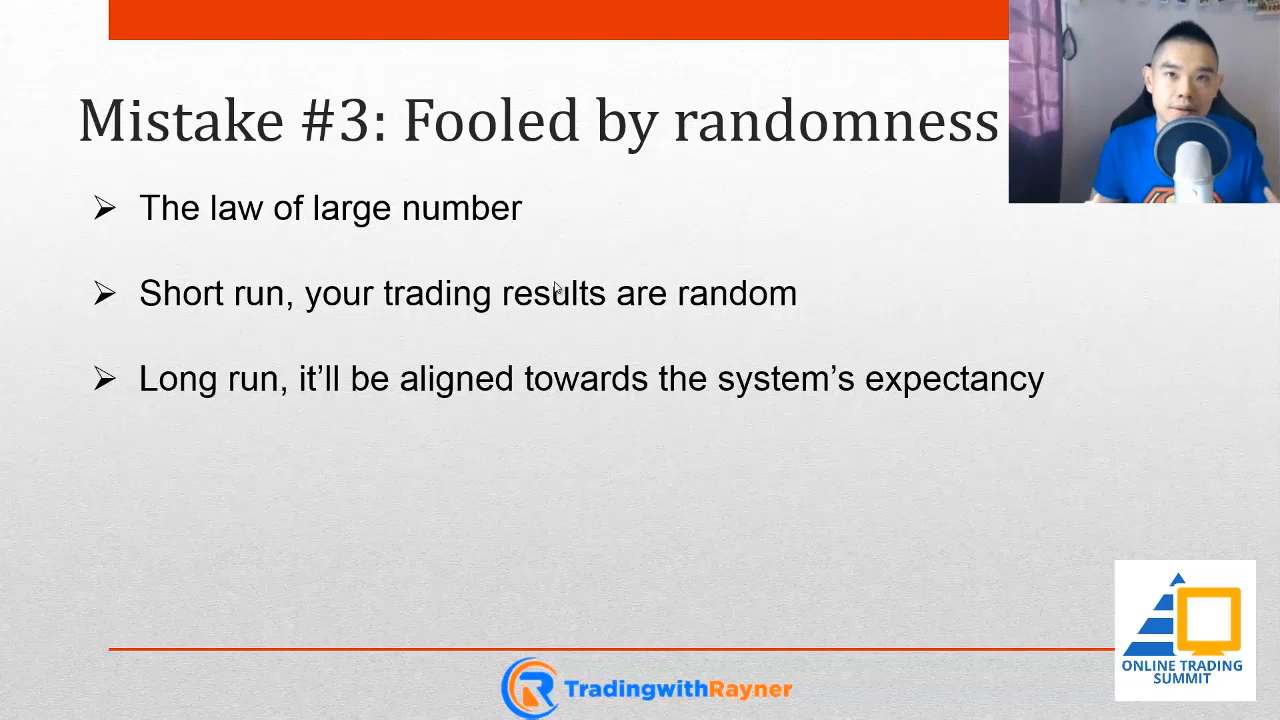 Mistake #3: Fooled by randomness
➢ The law of large number
➢ Short run, your trading results are random
➢ Long run, it’ll be aligned towards the system’s expectancy
ONLINE TRADING
SUMMIT
TradingwithRayner